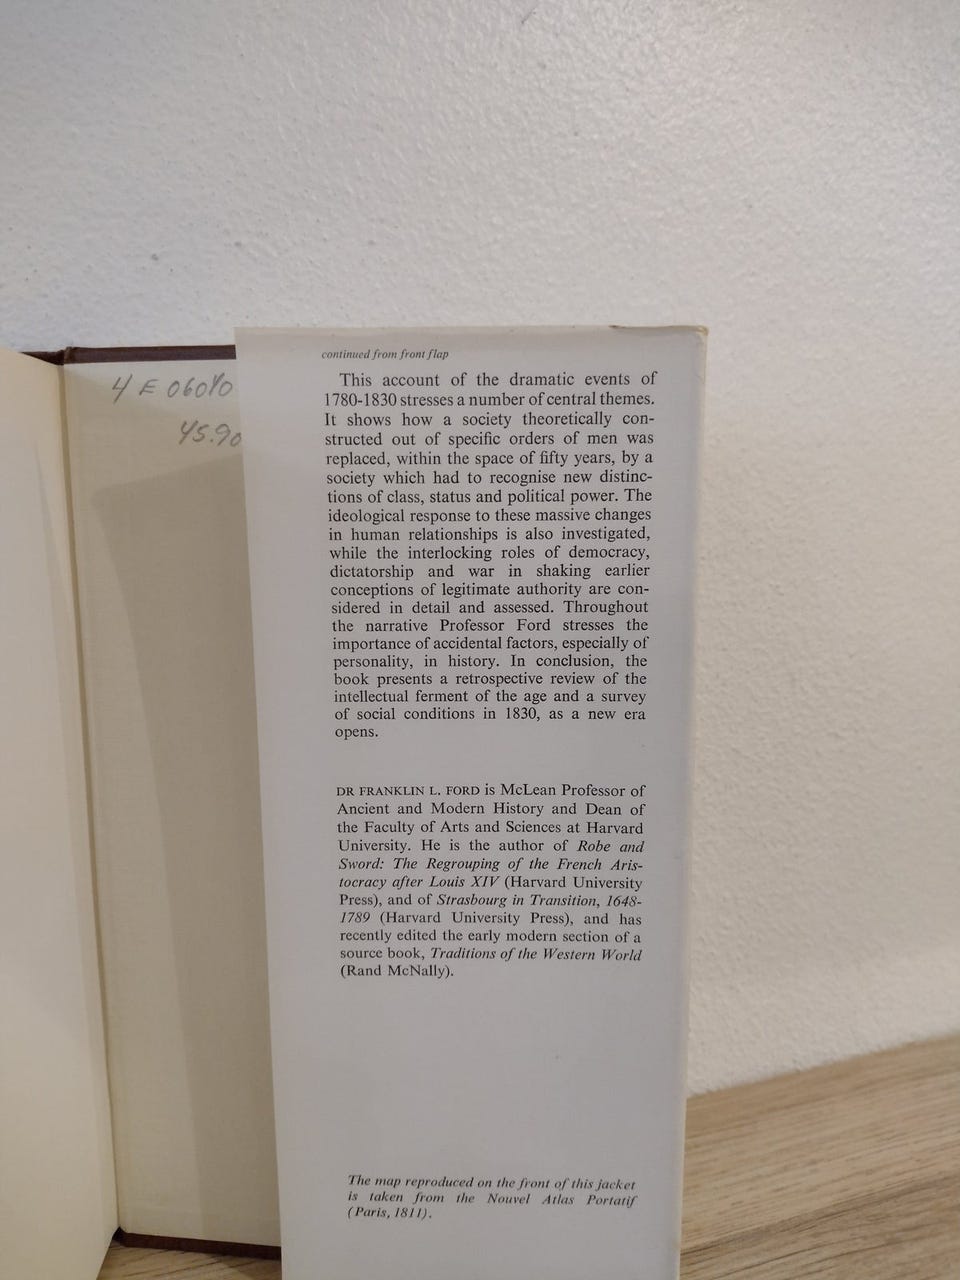 4 E 06010
45.90
continued from front flap
This account of the dramatic events of
1780-1830 stresses a number of central themes.
It shows how a society theoretically con-
structed out of specific orders of men was
replaced, within the space of fifty years, by a
society which had to recognise new distinc-
tions of class, status and political power. The
ideological response to these massive changes
in human relationships is also investigated,
while the interlocking roles of democracy,
dictatorship and war in shaking earlier
conceptions of legitimate authority are con-
sidered in detail and assessed. Throughout
the narrative Professor Ford stresses the
importance of accidental factors, especially of
personality, in history. In conclusion, the
book presents a retrospective review of the
intellectual ferment of the age and a survey
of social conditions in 1830, as a new era
opens.
DR FRANKLIN L. FORD is McLean Professor of
Ancient and Modern History and Dean of
the Faculty of Arts and Sciences at Harvard
University. He is the author of Robe and
Sword: The Regrouping of the French Aris-
tocracy after Louis XIV (Harvard University
Press), and of Strasbourg in Transition, 1648-
1789 (Harvard University Press), and has
recently edited the early modern section of a
source book, Traditions of the Western World
(Rand McNally).
The map reproduced on the front of this jacket
is taken from the Nouvel Atlas Portatif
(Paris, 1811).